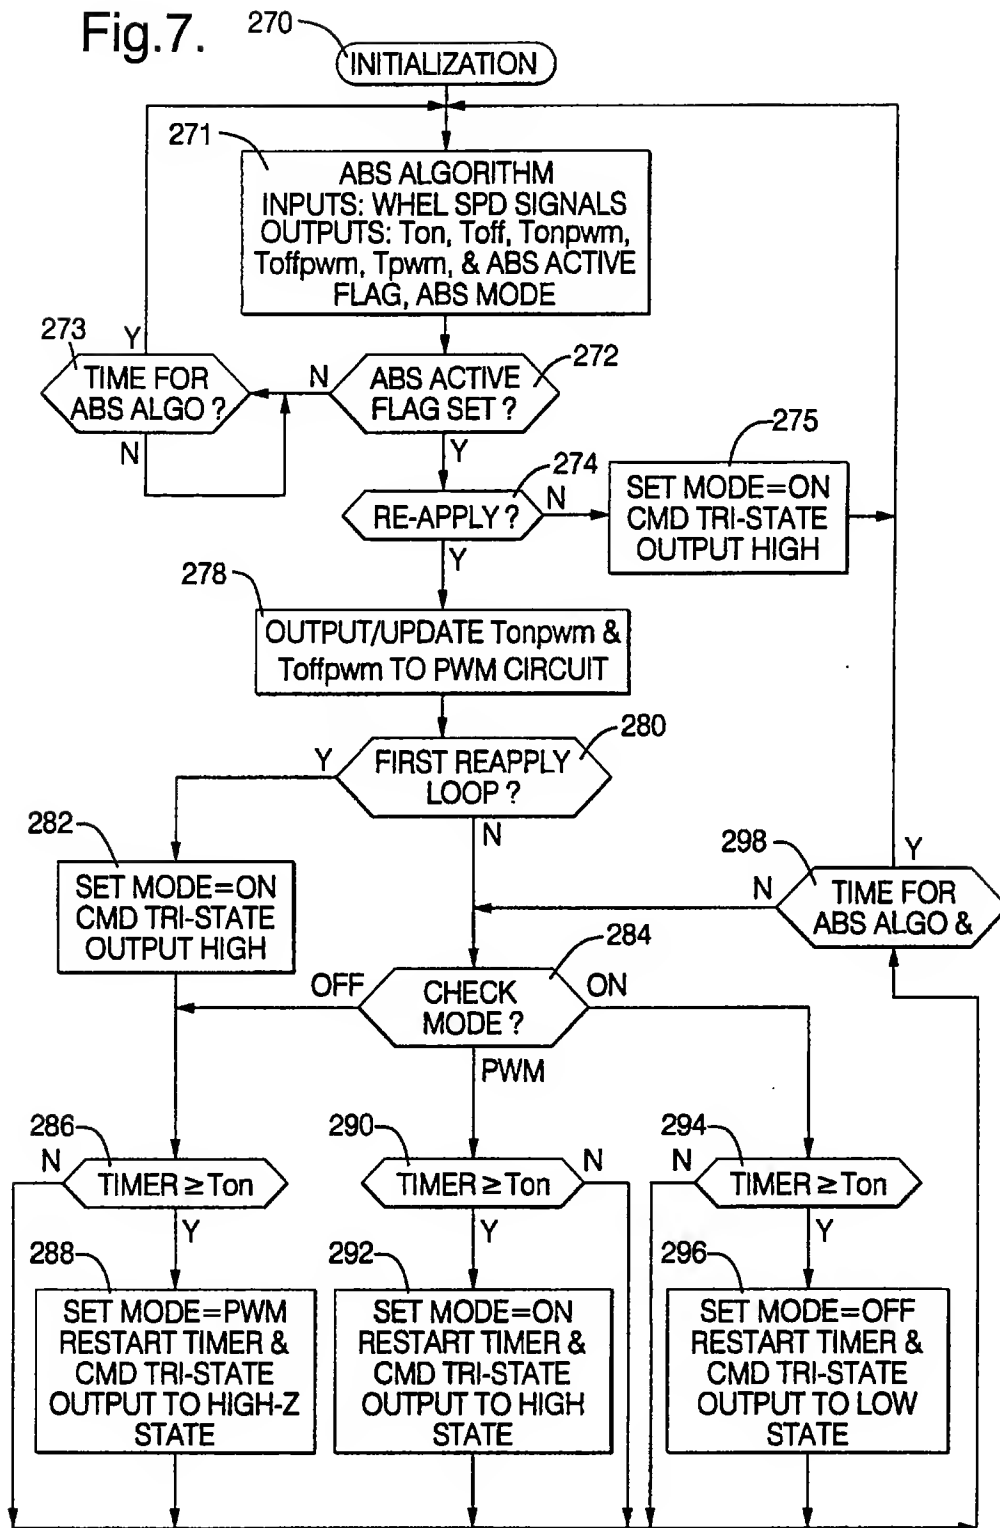 Fig.7.
270
INITIALIZATION
271
ABS ALGORITHM
INPUTS: WHEL SPD SIGNALS
OUTPUTS: Ton, Toff, Tonpwm,
Toffpwm, Tpwm, & ABS ACTIVE
FLAG, ABS MODE
273
Y
TIME FOR
ABS ALGO ?
N
N
ABS ACTIVE
FLAG SET ?
272
Y
274
RE-APPLY ?
N
275
SET MODE=ON
CMD TRI-STATE
OUTPUT HIGH
Y
278
OUTPUT/UPDATE Tonpwm &
Toffpwm TO PWM CIRCUIT
280
Y
FIRST REAPPLY
LOOP ?
N
282
SET MODE=ON
CMD TRI-STATE
OUTPUT HIGH
298
Y
N
TIME FOR
ABS ALGO &
284
OFF
CHECK
MODE ?
ON
PWM
286
N
TIMER ≥ Ton
Y
290
TIMER ≥ Ton
N
Y
294
N
TIMER ≥ Ton
Y
288
SET MODE=PWM
RESTART TIMER &
CMD TRI-STATE
OUTPUT TO HIGH-Z
STATE
292
SET MODE=ON
RESTART TIMER &
CMD TRI-STATE
OUTPUT TO HIGH
STATE
296
SET MODE=OFF
RESTART TIMER &
CMD TRI-STATE
OUTPUT TO LOW
STATE